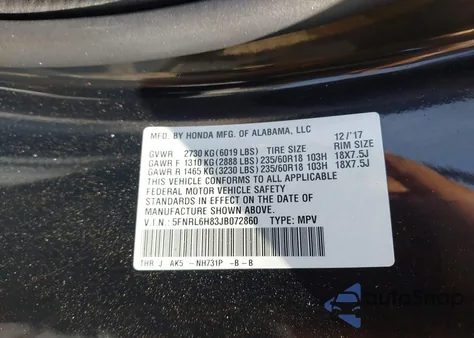 MFD. BY HONDA MFG. OF ALABAMA, LLC 12/'17
GVWR 2730 KG(6019 LBS) TIRE SIZE RIM SIZE
GAWR F 1310 KG(2888 LBS) 235/60R18 103H 18X7.5J
GAWR R 1465 KG(3230 LBS) 235/60R18 103H 18X7.5J
THIS VEHICLE CONFORMS TO ALL APPLICABLE
FEDERAL MOTOR VEHICLE SAFETY
STANDARDS IN EFFECT ON THE DATE OF
MANUFACTURE SHOWN ABOVE.
V.I.N.: 5FNRL6H83JB072860 TYPE: MPV
THR J AK5 -NH731P -B-B
autoSnap